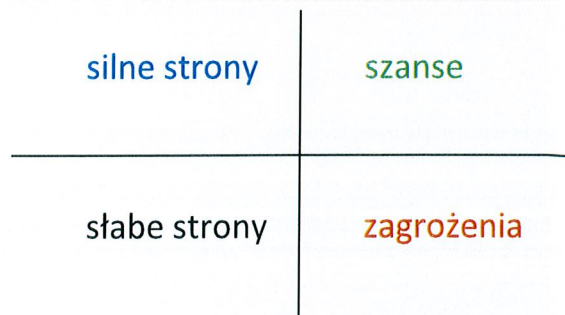 silne strony
szanse
słabe strony
zagrożenia